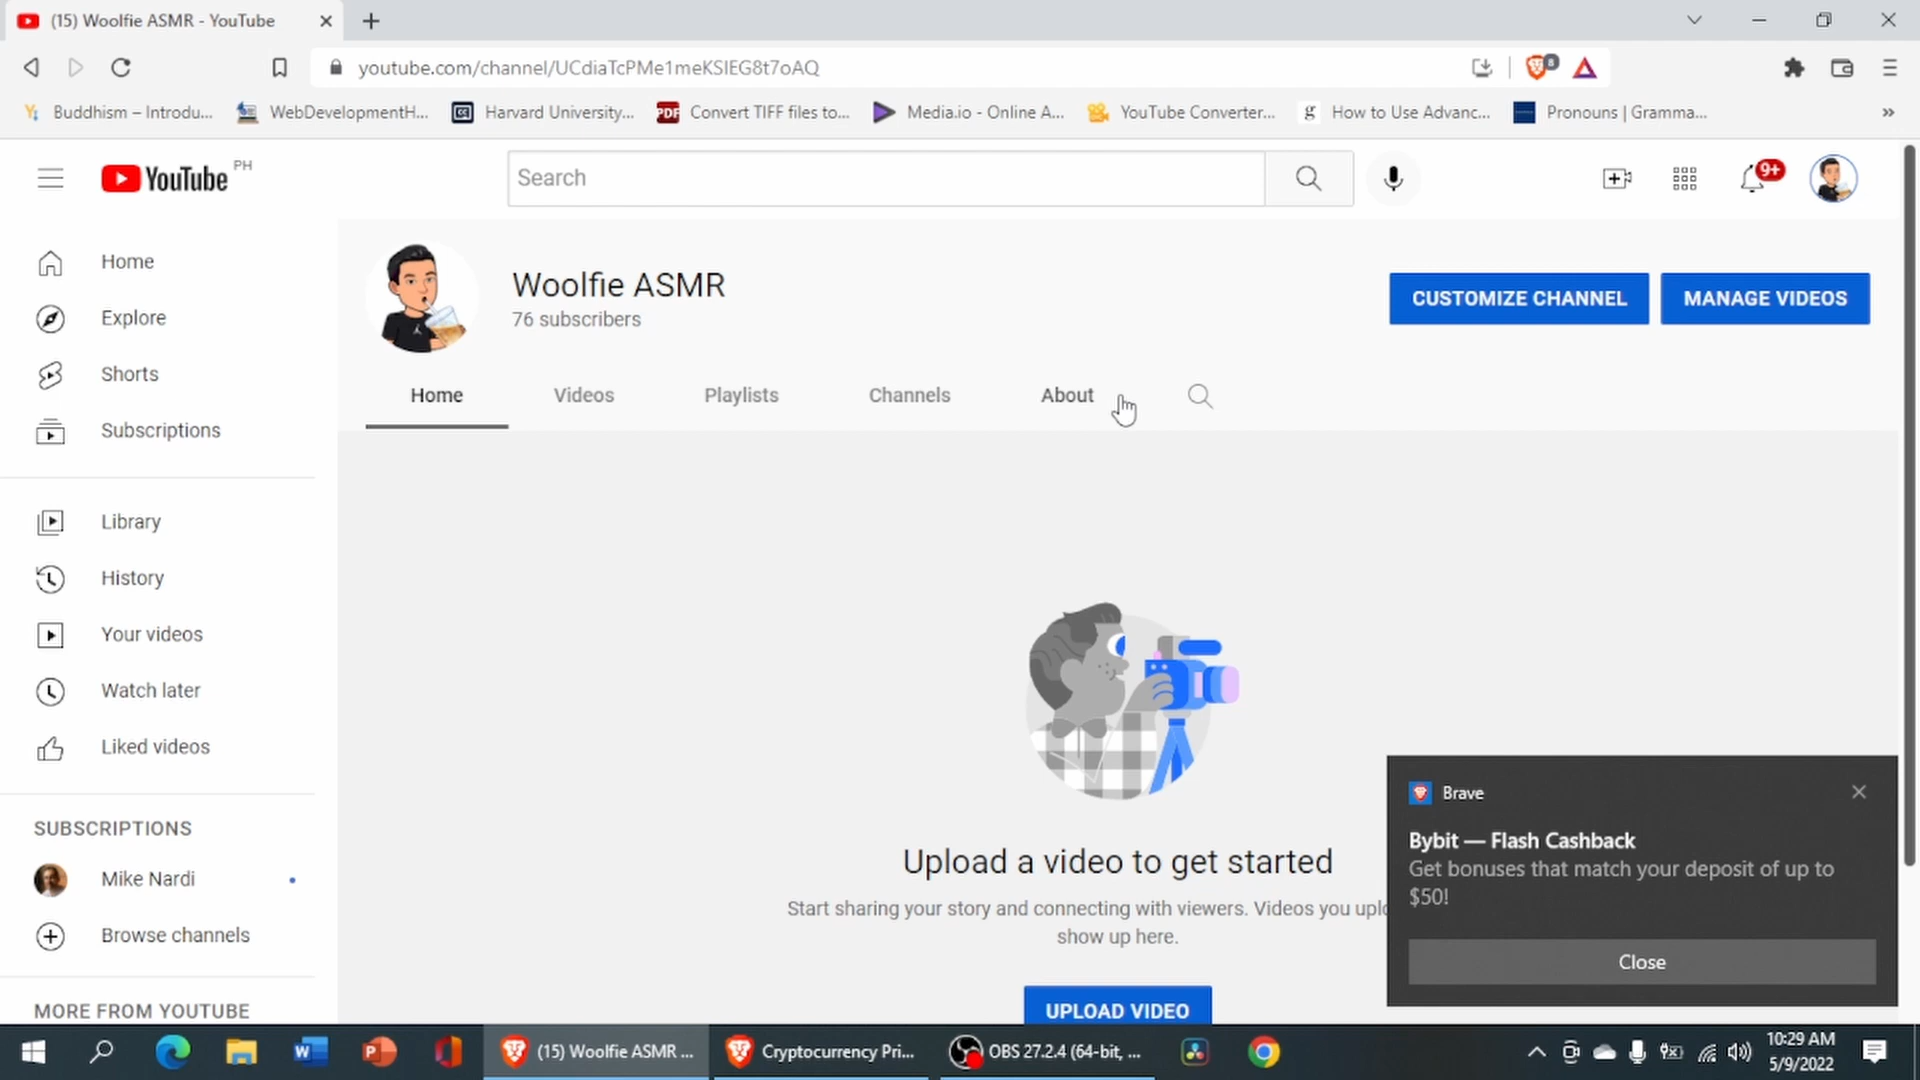 (15) Woolfie ASMR - YouTube
youtube.com/channel/UCdiaTcPMe1meKSIEG8t7oAQ
8
Buddhism – Introdu...
WebDevelopmentH...
Harvard University...
PDF
Convert TIFF files to...
Media.io - Online A...
YouTube Converter...
g
How to Use Advanc...
Pronouns | Gramma...
YouTube PH
Search
9+
Home
Explore
Shorts
Subscriptions
Library
History
Your videos
Watch later
Liked videos
SUBSCRIPTIONS
Mike Nardi
Browse channels
MORE FROM YOUTUBE
Woolfie ASMR
76 subscribers
CUSTOMIZE CHANNEL
MANAGE VIDEOS
Home
Videos
Playlists
Channels
About
Upload a video to get started
Start sharing your story and connecting with viewers. Videos you
show up here.
UPLOAD VIDEO
Brave
Bybit — Flash Cashback
Get bonuses that match your deposit of up to
$50!
Close
(15) Woolfie ASMR ...
Cryptocurrency Pri...
OBS 27.2.4 (64-bit, ...
10:29 AM
5/9/2022